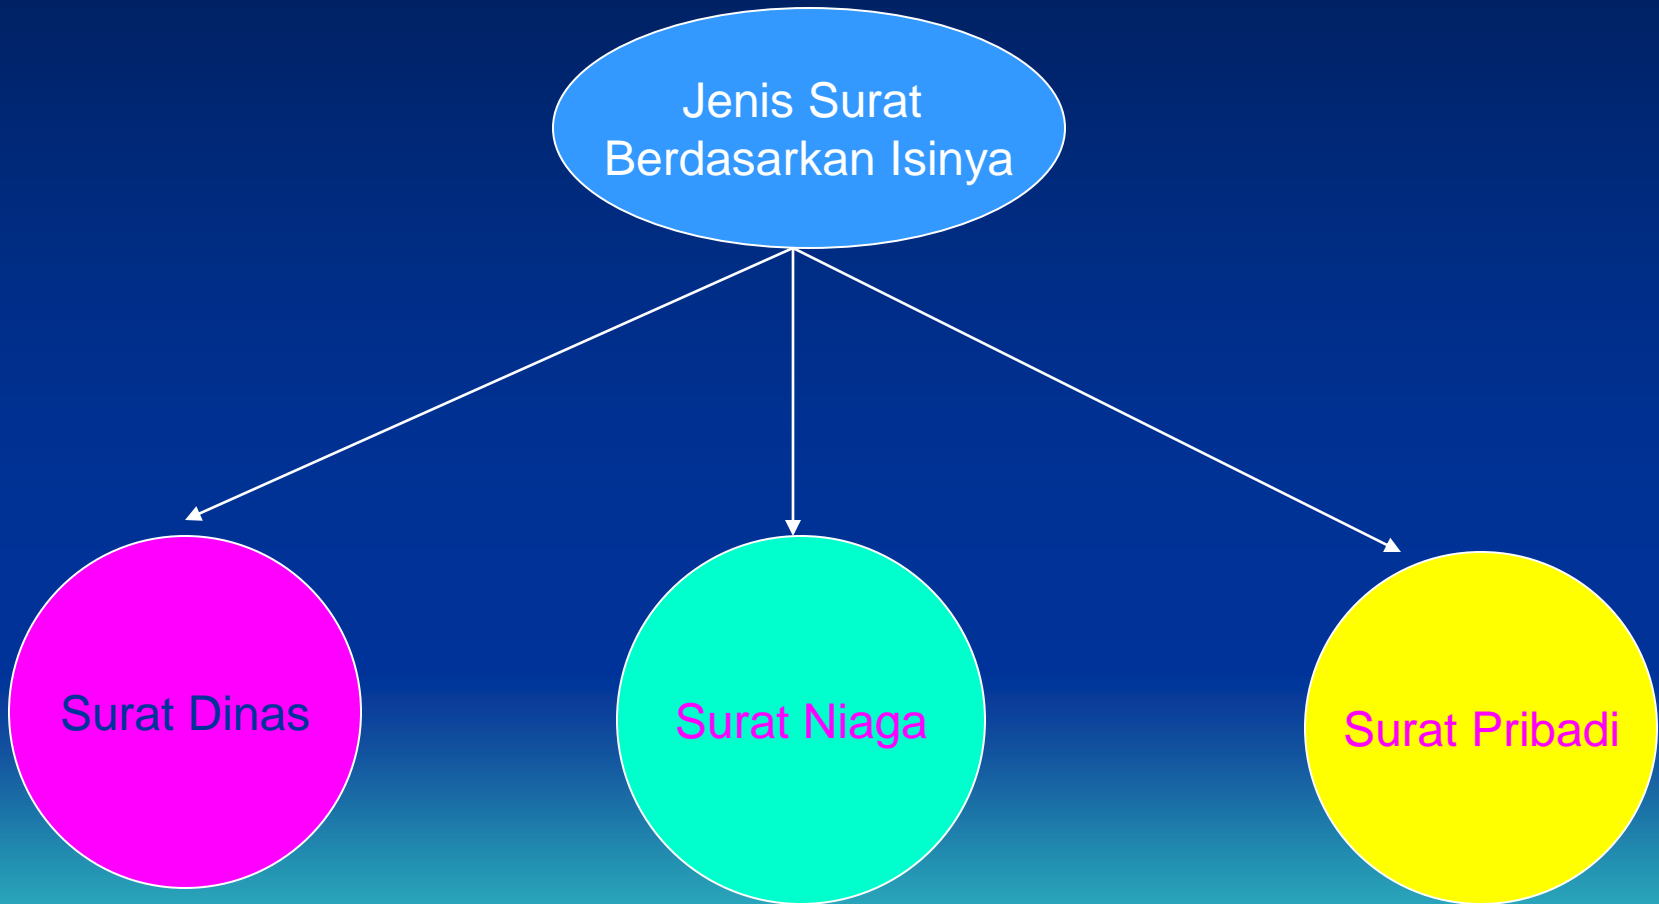 Jenis Surat
Berdasarkan Isinya
Surat Dinas
Surat Niaga
Surat Pribadi